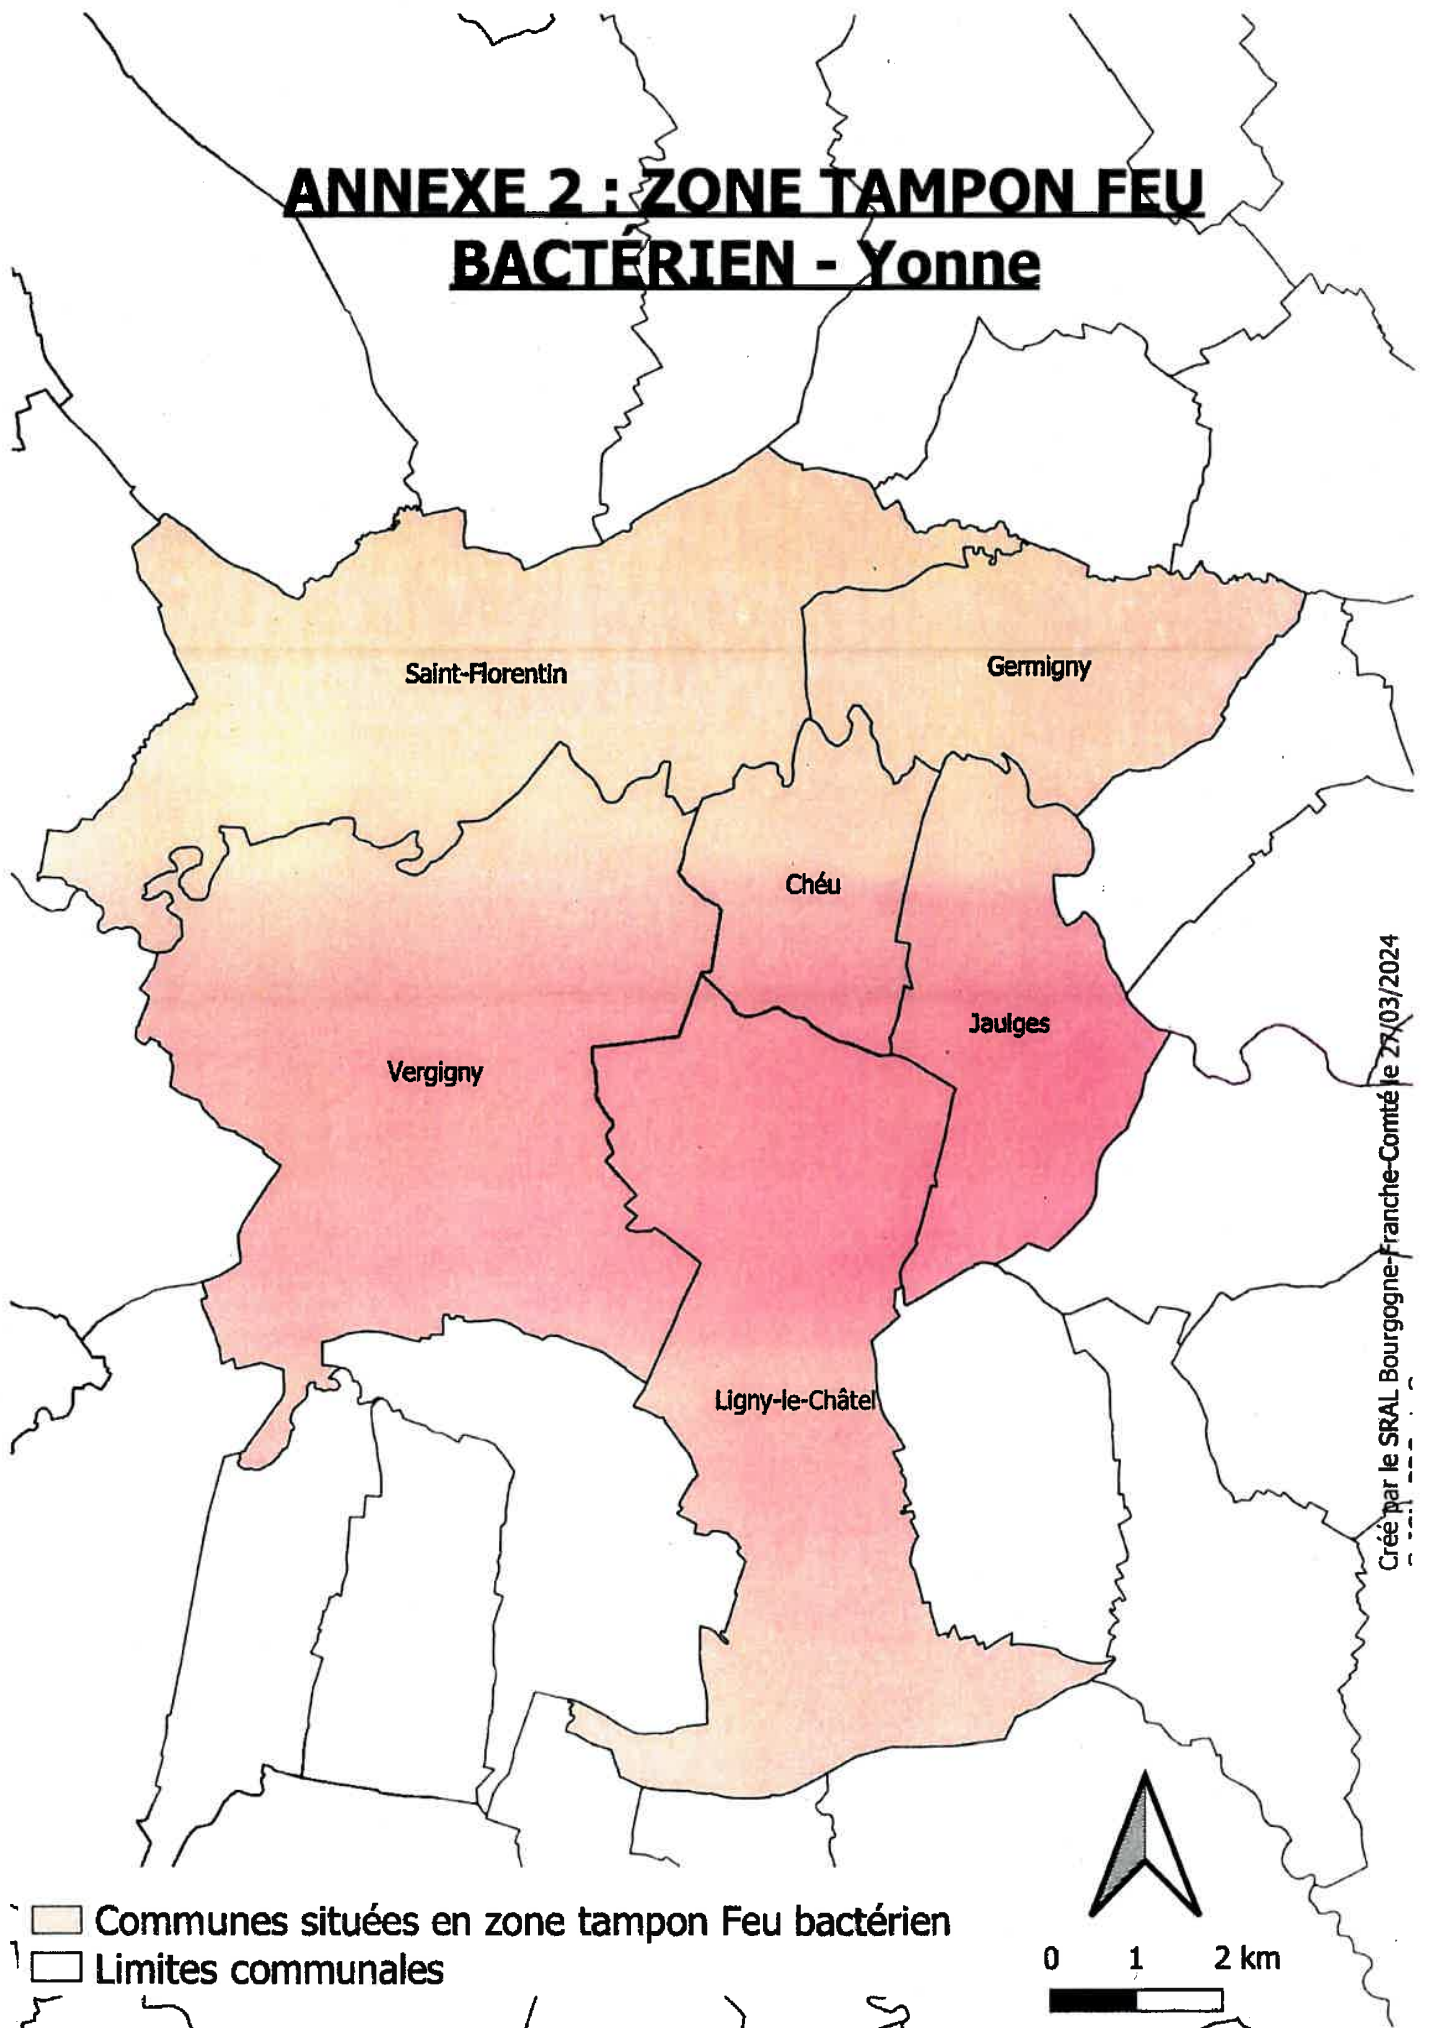 ANNEXE 2 : ZONE TAMPON FEU
BACTÉRIEN - Yonne
Saint-Florentin
Germigny
Chéu
Jaulges
Vergigny
Ligny-le-Châtel
Créé par le SRAL Bourgogne-Franche-Comté le 27/03/2024
Communes situées en zone tampon Feu bactérien
Limites communales
0 1 2 km